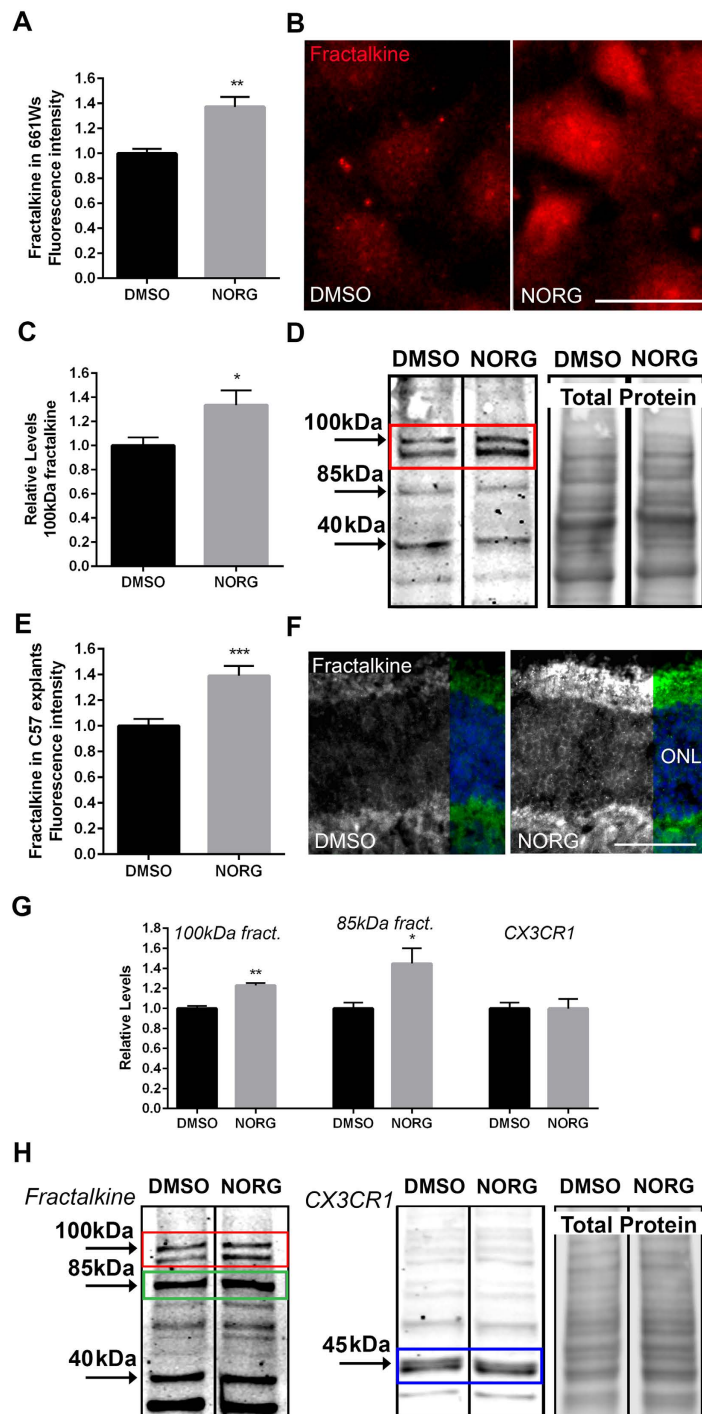 A
Fractalkine in 661Ws
Fluorescence intensity
1.6
1.4
1.2
1.0
0.8
0.6
0.4
0.2
0.0
**
DMSO
NORG
B
Fractalkine
DMSO
NORG
C
Relative Levels
100kDa fractalkine
1.6
1.4
1.2
1.0
0.8
0.6
0.4
0.2
0.0
*
DMSO
NORG
D
DMSO NORG
DMSO NORG
100kDa
85kDa
40kDa
Total Protein
E
Fractalkine in C57 explants
Fluorescence intensity
1.6
1.4
1.2
1.0
0.8
0.6
0.4
0.2
0.0
***
DMSO
NORG
F
Fractalkine
DMSO
ONL
NORG
G
Relative Levels
1.8
1.6
1.4
1.2
1.0
0.8
0.6
0.4
0.2
0.0
100kDa fract.
85kDa fract.
CX3CR1
**
*
DMSO
NORG
DMSO
NORG
DMSO
NORG
H
Fractalkine
DMSO NORG
100kDa
85kDa
40kDa
CX3CR1
DMSO NORG
45kDa
DMSO NORG
Total Protein